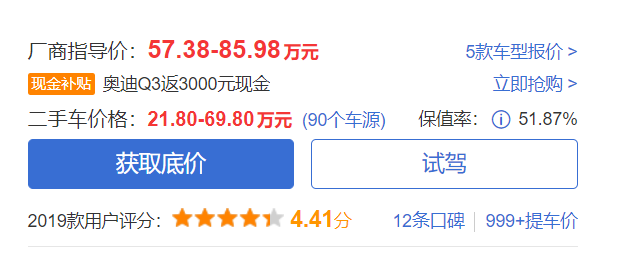 厂商指导价：57.38-85.98万元 5款车型报价 >
现金补贴 奥迪Q3返3000元现金 立即抢购 >
二手车价格：21.80-69.80万元 (90个车源) 保值率： i 51.87%
获取底价 试驾
2019款用户评分： 4.41分 12条口碑 999+提车价